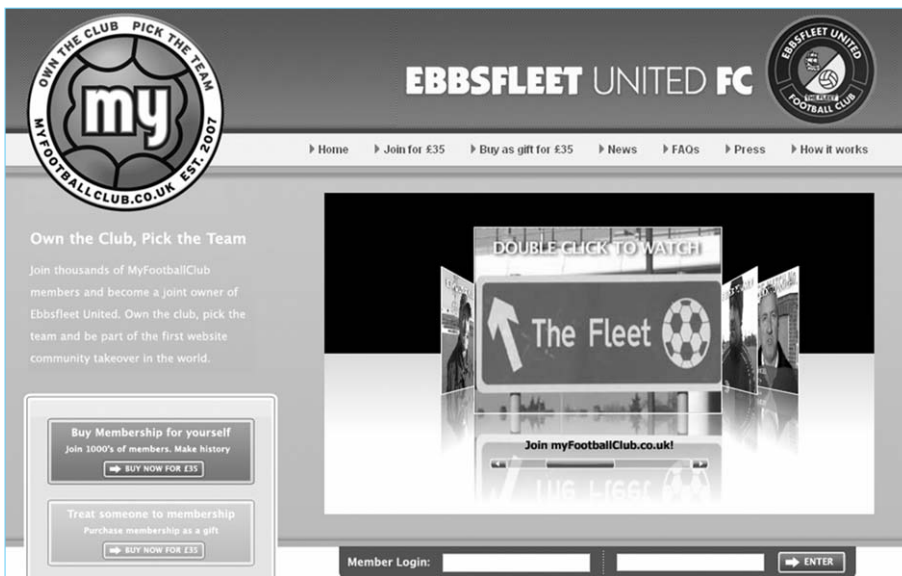 OWN THE CLUB PICK THE TEAM
MYFOOTBALLCLUB.CO.UK EST. 2007
my
EBBSFLEET UNITED FC
EBBSFLEET UNITED
THE FLEET
FOOTBALL CLUB
Home Join for £35 Buy as gift for £35 News FAQs Press How it works
Own the Club, Pick the Team
Join thousands of MyFootballClub
members and become a joint owner of
Ebbsfleet United. Own the club, pick the
team and be part of the first website
community takeover in the world.
DOUBLE CLICK TO WATCH
The Fleet
Join myFootballClub.co.uk!
Buy Membership for yourself
Join 1000's of members. Make history
BUY NOW FOR £35
Treat someone to membership
Purchase membership as a gift
BUY NOW FOR £35
Member Login:
ENTER